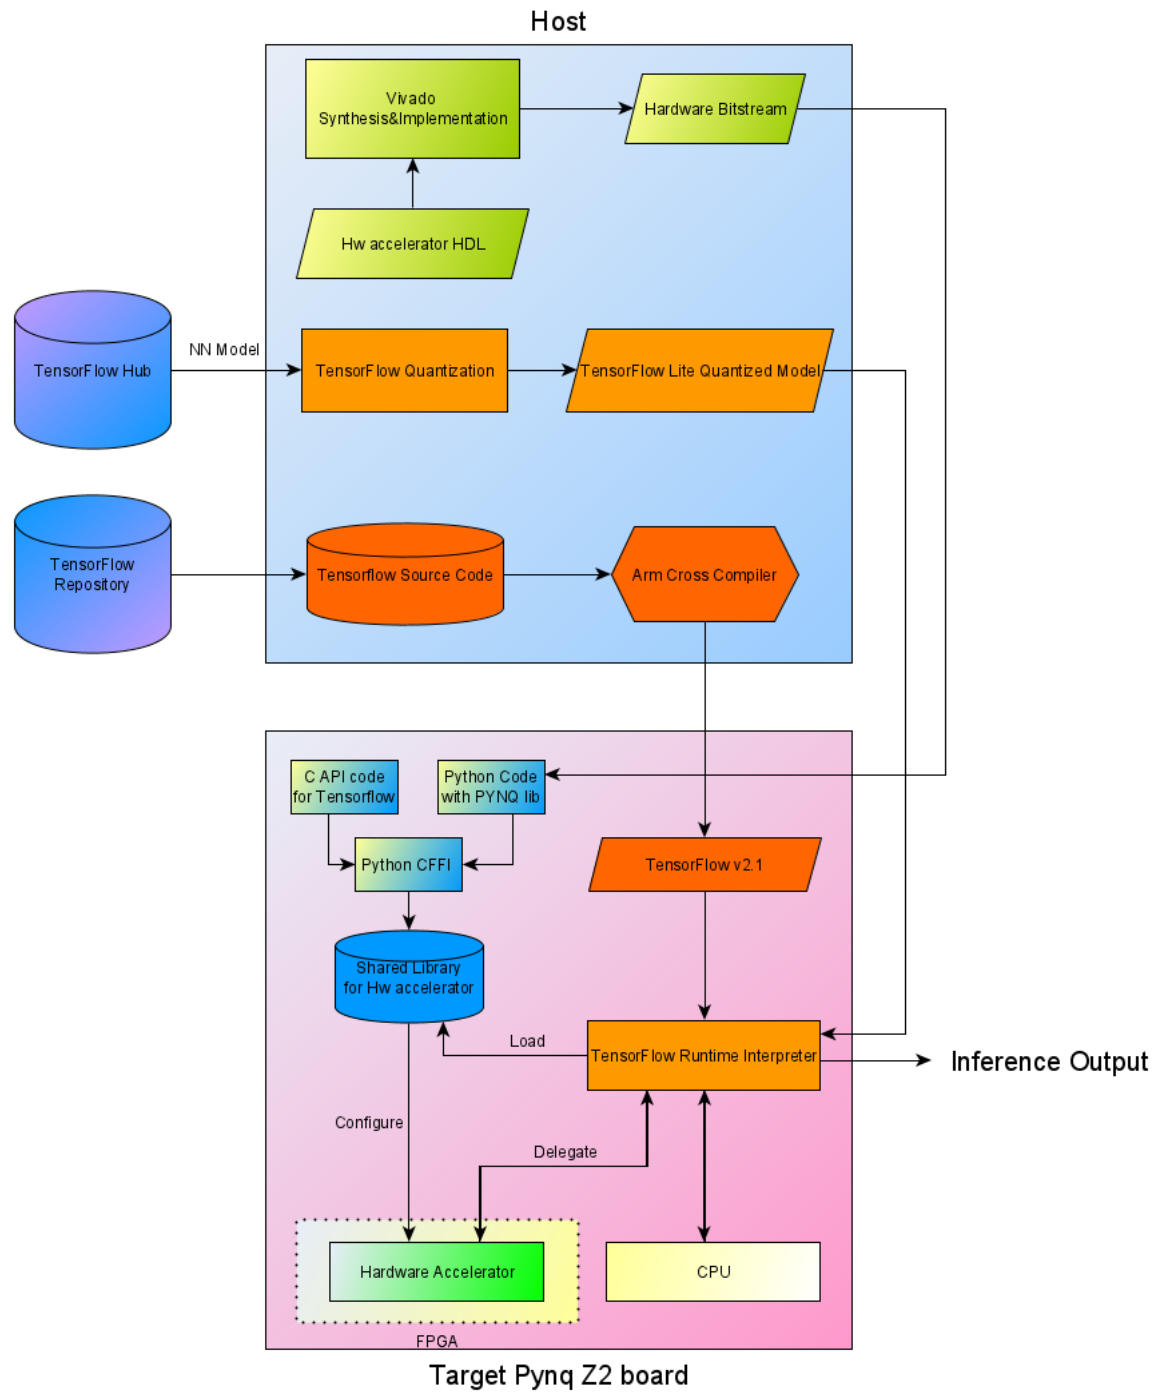 Host
Vivado
Synthesis&Implementation
Hardware Bitstream
Hw accelerator HDL
TensorFlow Hub
NN Model
TensorFlow Quantization
TensorFlow Lite Quantized Model
TensorFlow
Repository
Tensorflow Source Code
Arm Cross Compiler
C API code
for Tensorflow
Python Code
with PYNQ lib
Python CFFI
TensorFlow v2.1
Shared Library
for Hw accelerator
Load
TensorFlow Runtime Interpreter
Inference Output
Configure
Delegate
Hardware Accelerator
CPU
FPGA
Target Pynq Z2 board